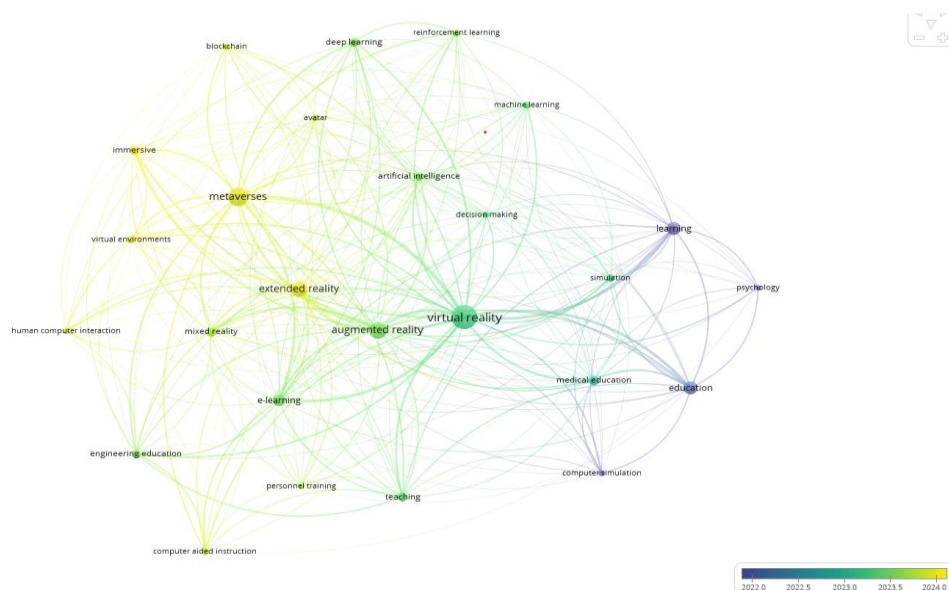 reinforcement learning
deep learning
blockchain
machine learning
avatar
immersive
artificial intelligence
metaverses
decision making
learning
virtual environments
simulation
psychology
extended reality
virtual reality
human computer interaction
mixed reality
augmented reality
medical education
education
e-learning
engineering education
computer simulation
personnel training
teaching
computer aided instruction
2022.0 2022.5 2023.0 2023.5 2024.0